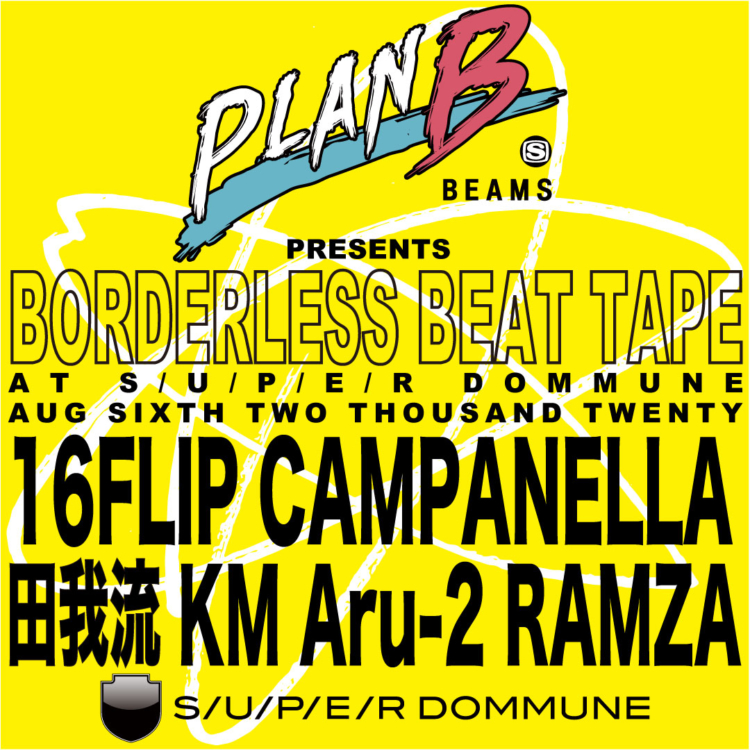 PLAN B
S
BEAMS
PRESENTS
BORDERLESS BEAT TAPE
AT S/U/P/E/R DOMMUNE
AUG SIXTH TWO THOUSAND TWENTY
16FLIP CAMPANELLA
田我流 KM Aru-2 RAMZA
S/U/P/E/R DOMMUNE